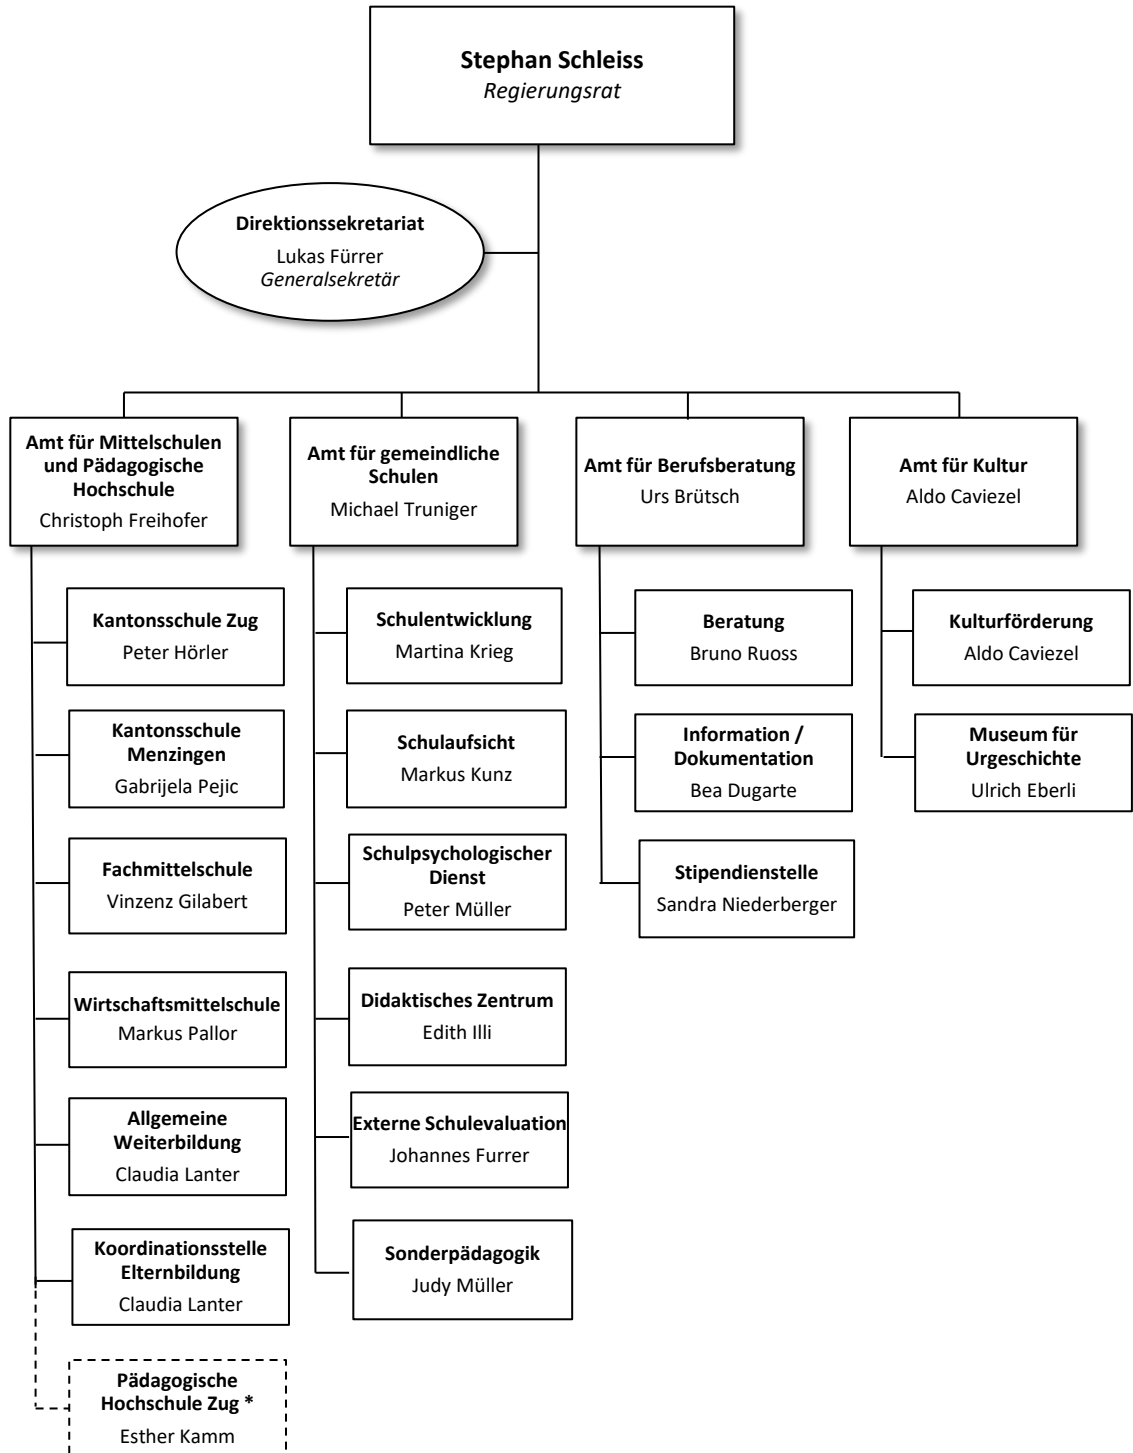 Stephan Schleiss
Regierungsrat
Direktionssekretariat
Lukas Fürrer
Generalsekretär
Amt für Mittelschulen
und Pädagogische
Hochschule
Christoph Freihofer
Kantonsschule Zug
Peter Hörler
Kantonsschule
Menzingen
Gabrijela Pejic
Fachmittelschule
Vinzenz Gilabert
Wirtschaftsmittelschule
Markus Pallor
Allgemeine
Weiterbildung
Claudia Lanter
Koordinationsstelle
Elternbildung
Claudia Lanter
Pädagogische
Hochschule Zug *
Esther Kamm
Amt für gemeindliche
Schulen
Michael Truniger
Schulentwicklung
Martina Krieg
Schulaufsicht
Markus Kunz
Schulpsychologischer
Dienst
Peter Müller
Didaktisches Zentrum
Edith Illi
Externe Schulevaluation
Johannes Furrer
Sonderpädagogik
Judy Müller
Amt für Berufsberatung
Urs Brütsch
Beratung
Bruno Ruoss
Information /
Dokumentation
Bea Dugarte
Stipendienstelle
Sandra Niederberger
Amt für Kultur
Aldo Caviezel
Kulturförderung
Aldo Caviezel
Museum für
Urgeschichte
Ulrich Eberli